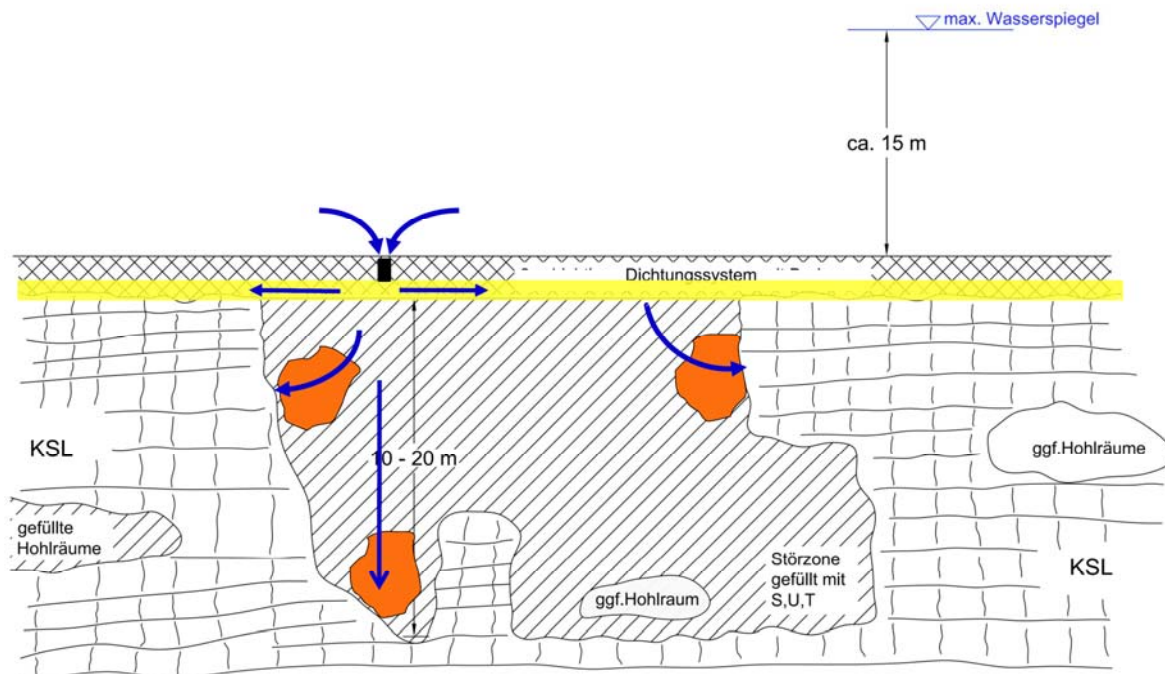 max. Wasserspiegel
ca. 15 m
Dichtungssystem
10 - 20 m
KSL
ggf.Hohlräume
gefüllte
Hohlräume
Störzone
gefüllt mit
S,U,T
KSL
ggf.Hohlraum